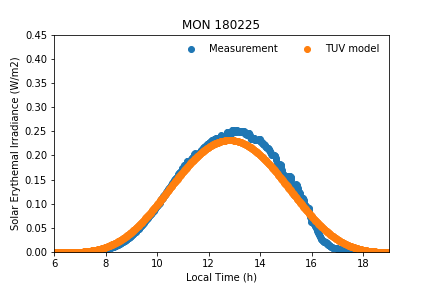 MON 180225
Measurement
TUV model
Solar Erythemal Irradiance (W/m2)
0.45
0.40
0.35
0.30
0.25
0.20
0.15
0.10
0.05
0.00
6 8 10 12 14 16 18
Local Time (h)